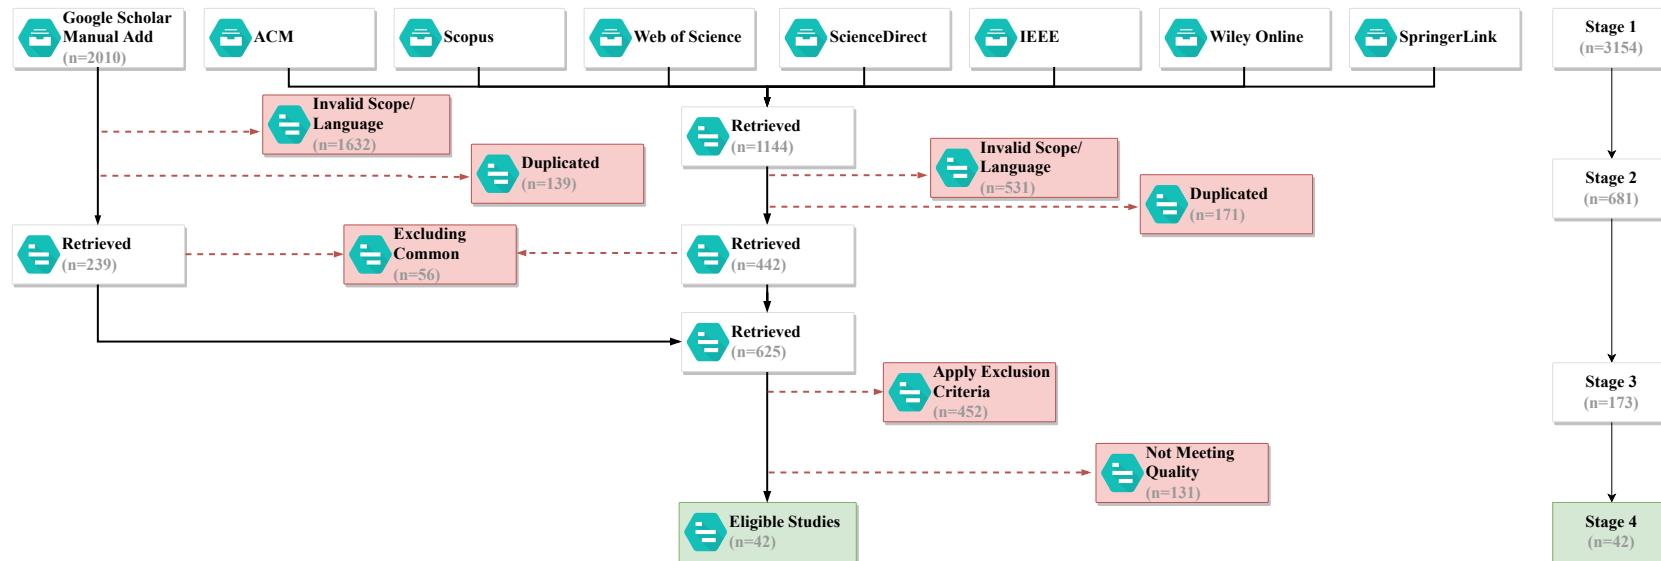 Google Scholar
Manual Add
(n=2010)
ACM
Scopus
Web of Science
ScienceDirect
IEEE
Wiley Online
SpringerLink
Stage 1
(n=3154)
Invalid Scope/
Language
(n=1632)
Retrieved
(n=1144)
Duplicated
(n=139)
Invalid Scope/
Language
(n=531)
Duplicated
(n=171)
Stage 2
(n=681)
Retrieved
(n=239)
Excluding
Common
(n=56)
Retrieved
(n=442)
Retrieved
(n=625)
Apply Exclusion
Criteria
(n=452)
Stage 3
(n=173)
Not Meeting
Quality
(n=131)
Eligible Studies
(n=42)
Stage 4
(n=42)